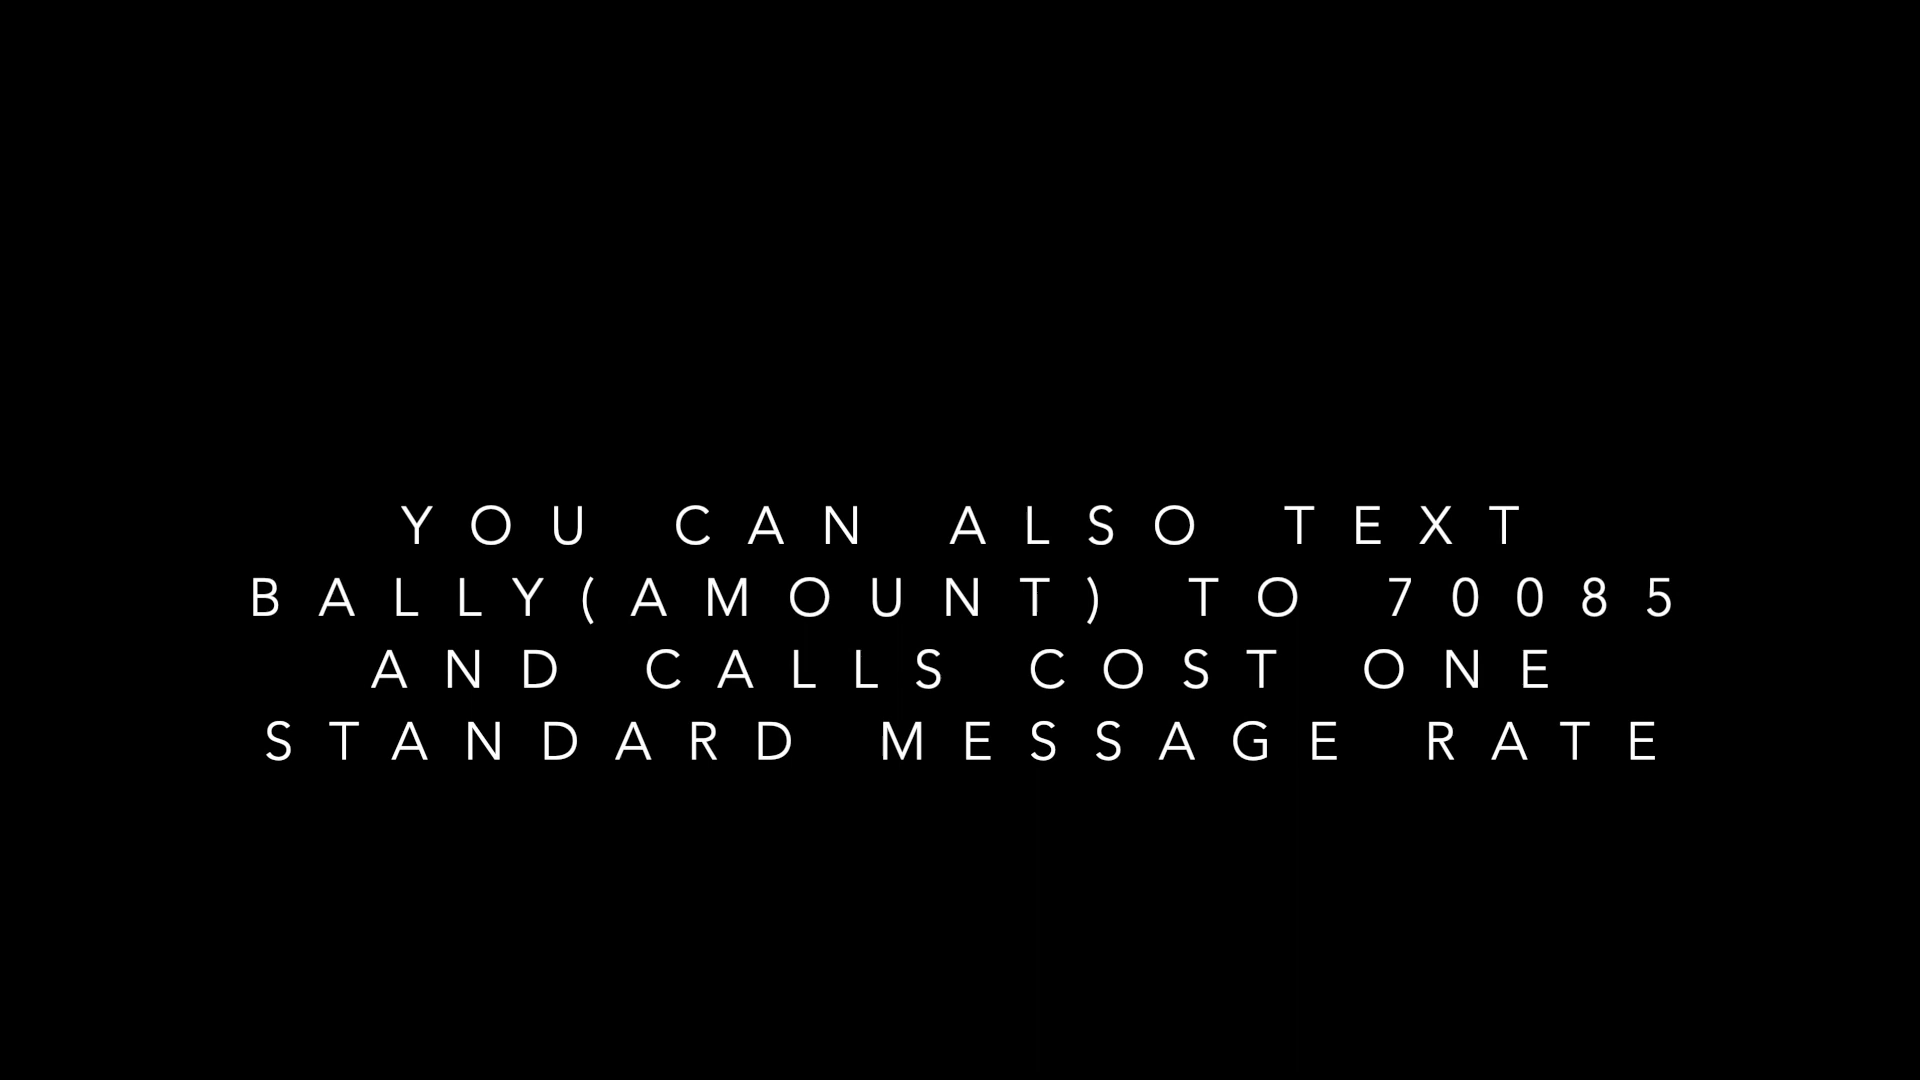 YOU CAN ALSO TEXT
BALLY(AMOUNT) TO 70085
AND CALLS COST ONE
STANDARD MESSAGE RATE